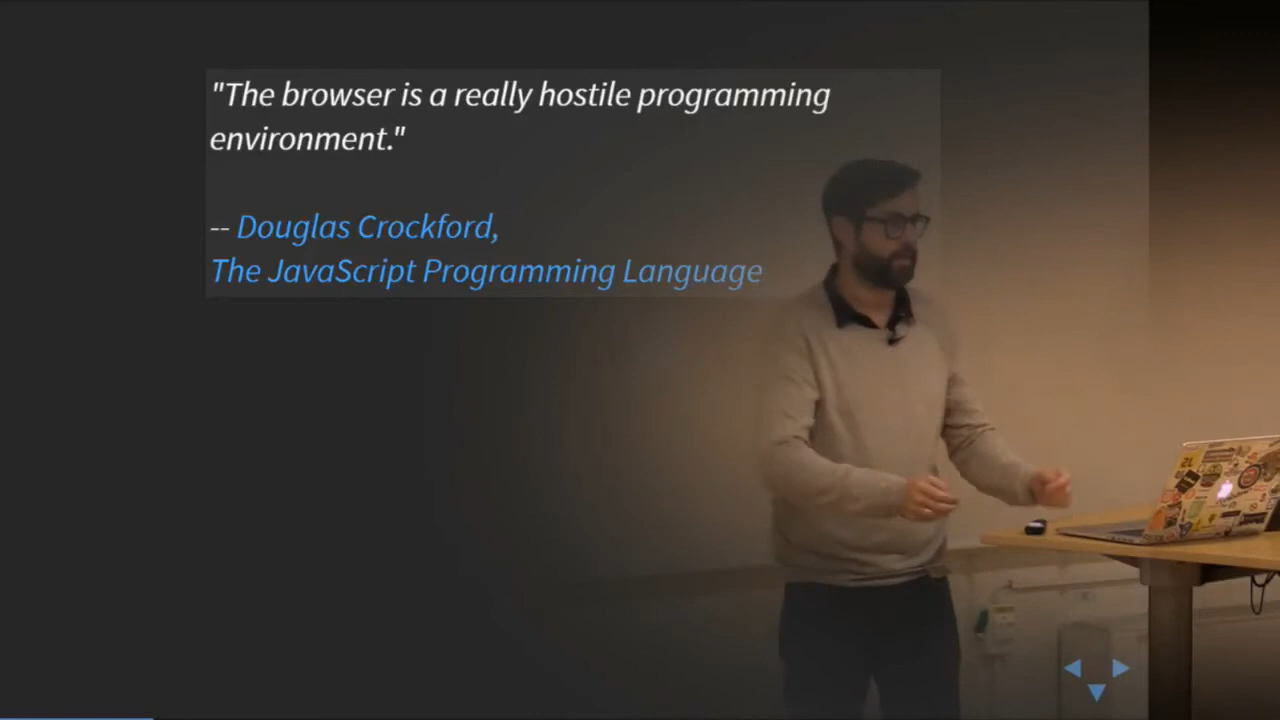 "The browser is a really hostile programming
environment."
-- Douglas Crockford,
The JavaScript Programming Language